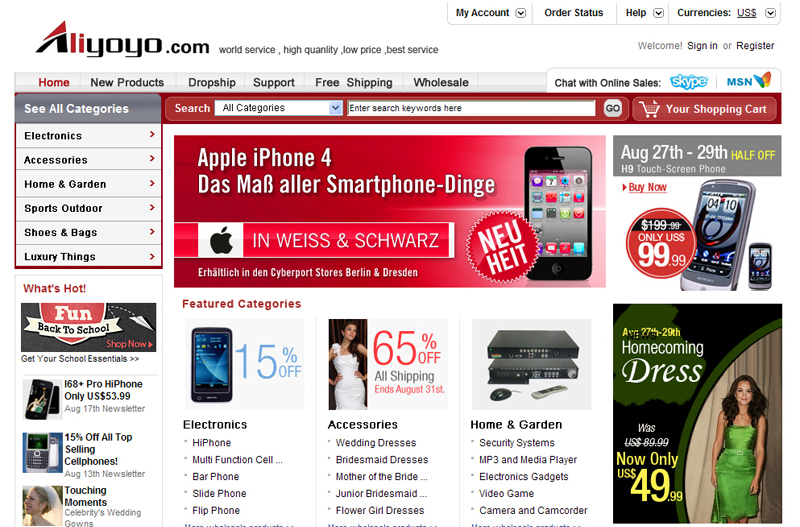 My Account
Order Status
Help
Currencies: US$
Aliyoyo.com
world service , high quanlity ,low price ,best service
Welcome! Sign in or Register
Home
New Products
Dropship
Support
Free Shipping
Wholesale
Chat with Online Sales: skype MSN
See All Categories
Search
All Categories
Enter search keywords here
GO
Your Shopping Cart
Electronics
Accessories
Home & Garden
Sports Outdoor
Shoes & Bags
Luxury Things
Apple iPhone 4
Das Maß aller Smartphone-Dinge
IN WEISS & SCHWARZ
NEU
HEIT
Erhältlich in den Cyberport Stores Berlin & Dresden
Aug 27th - 29th HALF OFF
H9 Touch-Screen Phone
Buy Now
$199.99
ONLY US$
99.99
What's Hot!
Fun
Back To School
Shop Now
Get Your School Essentials >>
I68+ Pro HiPhone
Only US$53.99
Aug 17th Newsletter
15% Off All Top
Selling
Cellphones!
Aug 13th Newsletter
Touching
Moments
Celebrity's Wedding
Gowns
Featured Categories
15% OFF
65% OFF
All Shipping
Ends August 31st.
Electronics
HiPhone
Multi Function Cell ...
Bar Phone
Slide Phone
Flip Phone
Accessories
Wedding Dresses
Bridesmaid Dresses
Mother of the Bride ...
Junior Bridesmaid ...
Flower Girl Dresses
Home & Garden
Security Systems
MP3 and Media Player
Electronics Gadgets
Video Game
Camera and Camcorder
Aug 27th-29th
Homecoming
Dress
Was
US$ 89.99
Now Only
US$
49.99